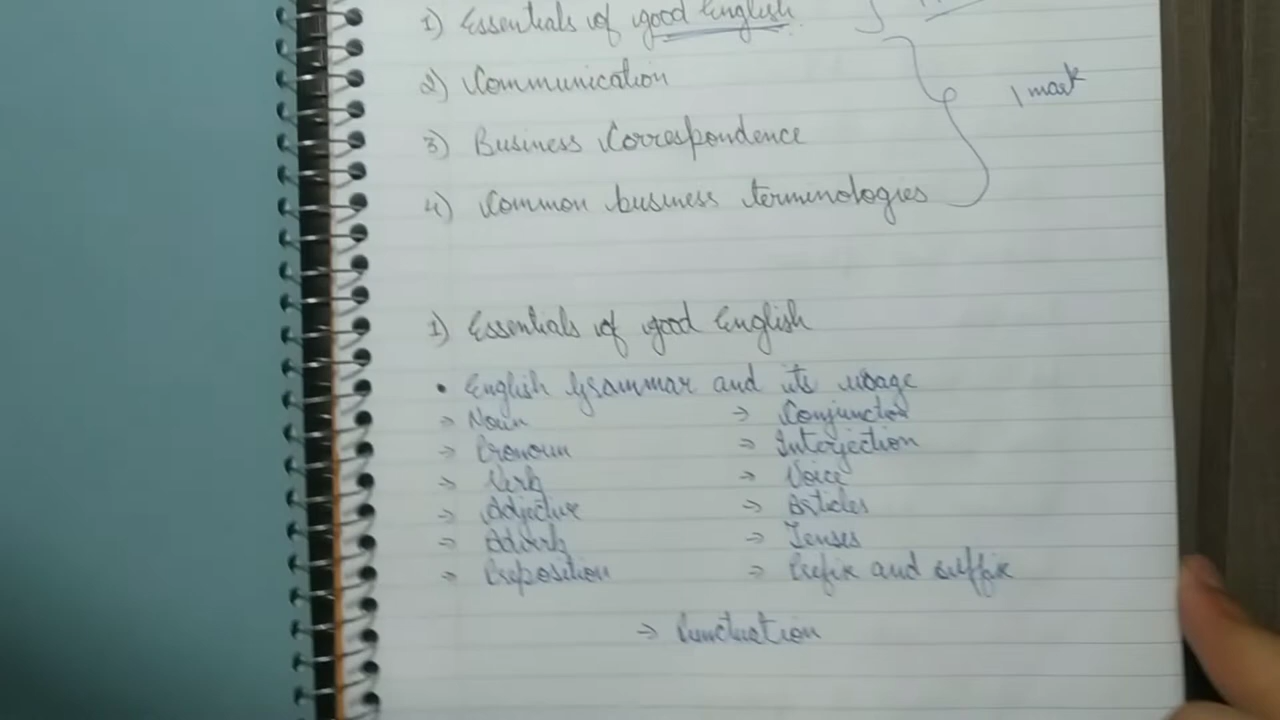 1) Essentials of good English
2) Communication
1 mark
3) Business Correspondence
4) Common business terminologies
1) Essentials of good English
• English Grammar and its usage
→ Noun → Conjunction
→ Pronoun → Interjection
→ Verb → Voice
→ Adjective → Articles
→ Adverb → Tenses
→ Preposition → Prefix and suffix
→ Punctuation